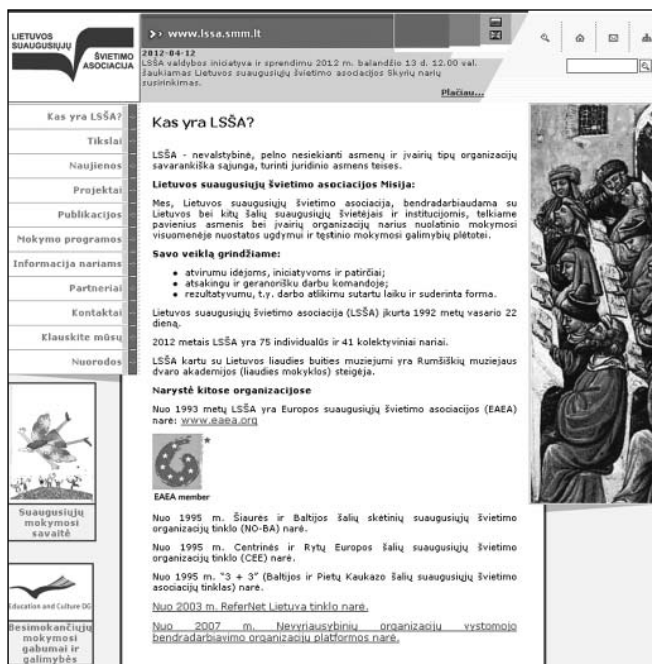 LIETUVOS
SUAUGUSIŲJŲ
ŠVIETIMO
ASOCIACIJA
www.lssa.smm.lt
2012-04-12
LSŠA valdybos iniciatyva ir sprendimu 2012 m. balandžio 13 d. 12.00 val.
šaukiamas Lietuvos suaugusiųjų švietimo asociacijos Skyrių narių
susirinkimas.
Plačiau...
Kas yra LSŠA?
Tikslai
Naujienos
Projektai
Publikacijos
Mokymo programos
Informacija nariams
Partneriai
Kontaktai
Klauskite mūsų
Nuorodos
Suaugusiųjų
mokymosi
savaitė
Education and Culture DG
Besimokančiųjų
mokymosi
gabumai ir
galimybės
Kas yra LSŠA?
LSŠA - nevalstybinė, pelno nesiekianti asmenų ir įvairių tipų organizacijų
savarankiška sąjunga, turinti juridinio asmens teises.
Lietuvos suaugusiųjų švietimo asociacijos Misija:
Mes, Lietuvos suaugusiųjų švietimo asociacija, bendradarbiaudama su
Lietuvos bei kitų šalių suaugusiųjų švietėjais ir institucijomis, telkiame
pavienius asmenis bei įvairių organizacijų narius nuolatinio mokymosi
visuomenėje nuostatos ugdymui ir tęstinio mokymosi galimybių plėtotei.
Savo veiklą grindžiame:
• atvirumu idėjoms, iniciatyvoms ir patirčiai;
• atsakingu ir geranorišku darbu komandoje;
• rezultatyvumu, t.y. darbo atlikimu sutartu laiku ir suderinta forma.
Lietuvos suaugusiųjų švietimo asociacija (LSŠA) įkurta 1992 metų vasario 22
dieną.
2012 metais LSŠA yra 75 individualūs ir 41 kolektyviniai nariai.
LSŠA kartu su Lietuvos liaudies buities muziejumi yra Rumšiškių muziejaus
dvaro akademijos (liaudies mokyklos) steigėja.
Narystė kitose organizacijose
Nuo 1993 metų LSŠA yra Europos suaugusiųjų švietimo asociacijos (EAEA)
narė: www.eaea.org
EAEA member
Nuo 1995 m. Šiaurės ir Baltijos šalių skėtinių suaugusiųjų švietimo
organizacijų tinklo (NO-BA) narė.
Nuo 1995 m. Centrinės ir Rytų Europos šalių suaugusiųjų švietimo
organizacijų tinklo (CEE) narė.
Nuo 1995 m. "3 + 3" (Baltijos ir Pietų Kaukazo šalių suaugusiųjų švietimo
asociacijų tinklas) narė.
Nuo 2003 m. ReferNet Lietuva tinklo narė.
Nuo 2007 m. Nevyriausybinių organizacijų vystomojo
bendradarbiavimo organizacijų platformos narė.